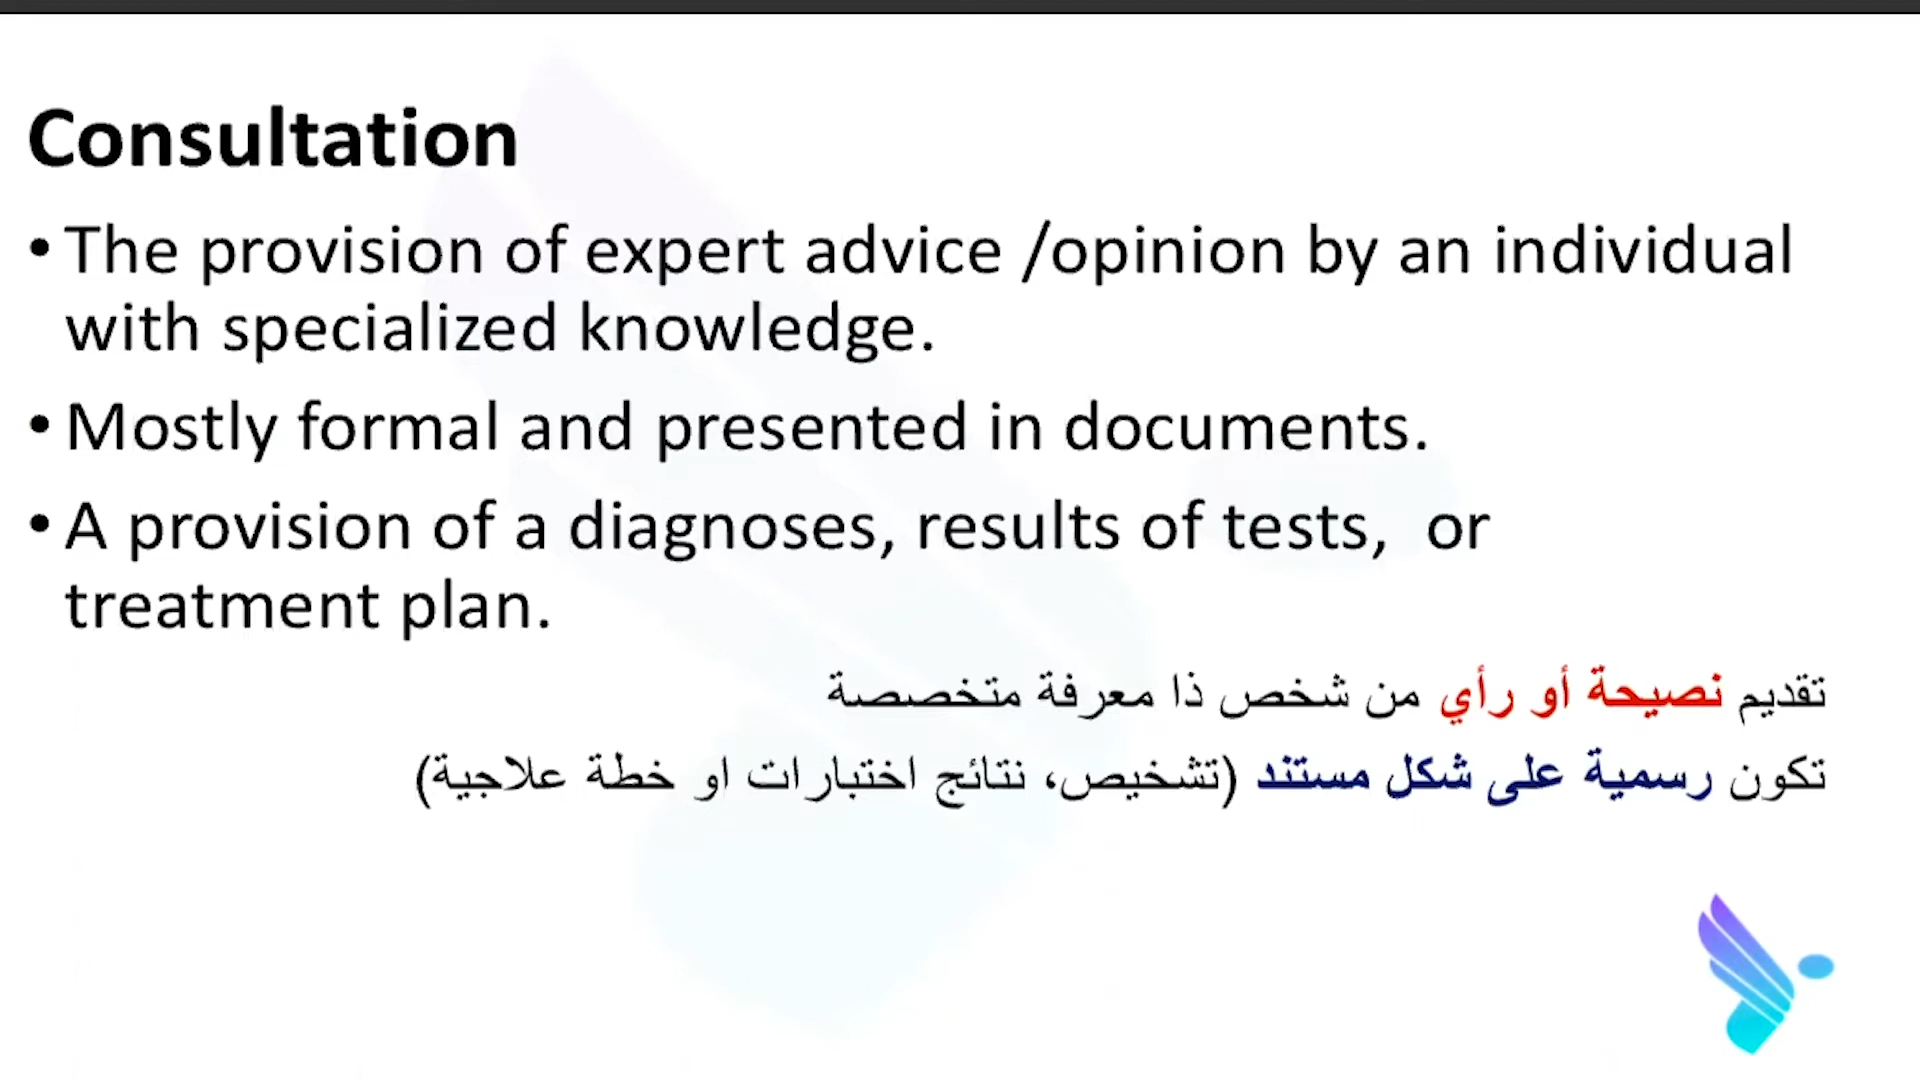 Consultation
• The provision of expert advice /opinion by an individual
with specialized knowledge.
• Mostly formal and presented in documents.
• A provision of a diagnoses, results of tests,  or
treatment plan.
تقديم نصيحة أو رأي من شخص ذا معرفة متخصصة
تكون رسمية على شكل مستند (تشخيص، نتائج اختبارات او خطة علاجية)